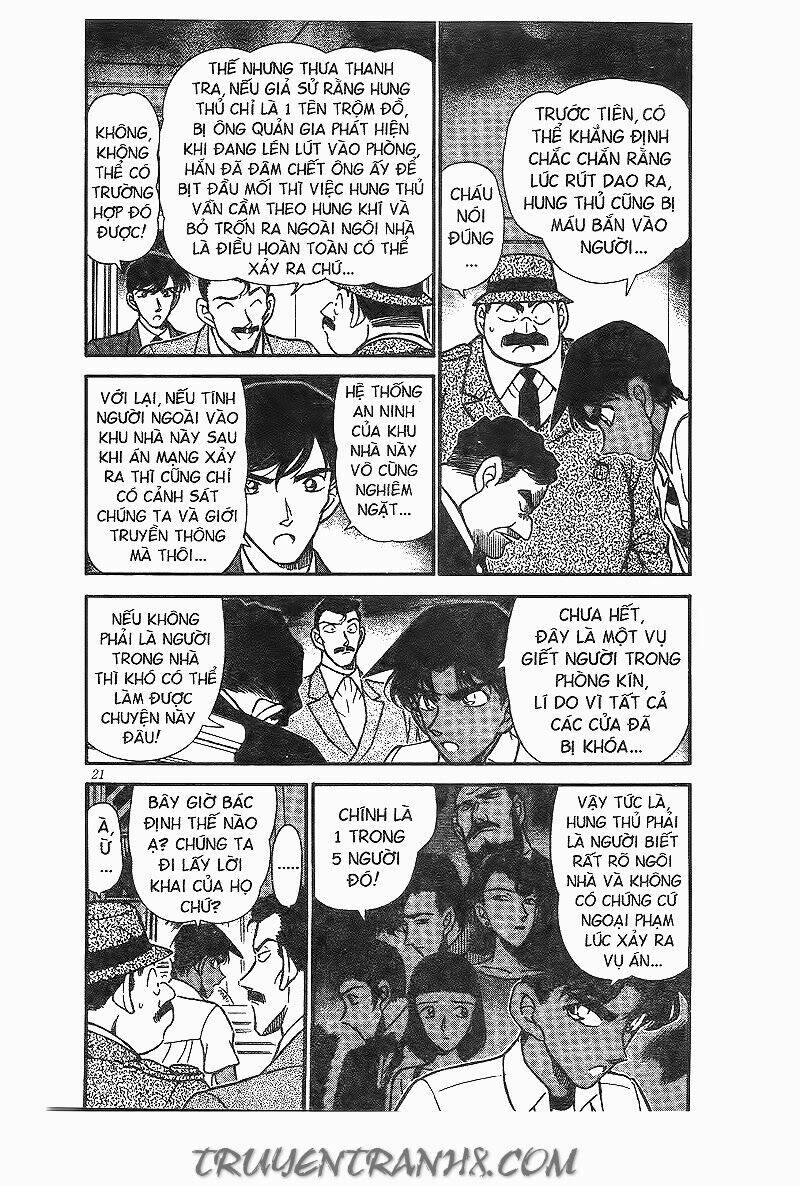 TRƯỚC TIÊN, CÓ
THỂ KHẲNG ĐỊNH
CHẮC CHẮN RẰNG
LÚC RÚT DAO RA,
HUNG THỦ CŨNG BỊ
MÁU BẮN VÀO
NGƯỜI...
CHÁU
NÓI
ĐÚNG
...
THẾ NHƯNG THƯA THANH
TRA, NẾU GIẢ SỬ RẰNG HUNG
THỦ CHỈ LÀ 1 TÊN TRỘM ĐỒ,
BỊ ÔNG QUẢN GIA PHÁT HIỆN
KHI ĐANG LÉN LÚT VÀO PHÒNG,
HẮN ĐÃ ĐÂM CHẾT ÔNG ẤY ĐỂ
BỊT ĐẦU MỐI THÌ VIỆC HUNG THỦ
VẪN CẦM THEO HUNG KHÍ VÀ
BỎ TRỐN RA NGOÀI NGÔI NHÀ
LÀ ĐIỀU HOÀN TOÀN CÓ THỂ
XẢY RA CHỨ...
KHÔNG,
KHÔNG
THỂ CÓ
TRƯỜNG
HỢP ĐÓ
ĐƯỢC!
HỆ THỐNG
AN NINH
CỦA KHU
NHÀ NÀY
VÔ CÙNG
NGHIÊM
NGẶT...
VỚI LẠI, NẾU TÍNH
NGƯỜI NGOÀI VÀO
KHU NHÀ NÀY SAU
KHI ÁN MẠNG XẢY
RA THÌ CŨNG CHỈ
CÓ CẢNH SÁT
CHÚNG TA VÀ GIỚI
TRUYỀN THÔNG
MÀ THÔI...
CHƯA HẾT,
ĐÂY LÀ MỘT VỤ
GIẾT NGƯỜI TRONG
PHÒNG KÍN,
LÍ DO VÌ TẤT CẢ
CÁC CỬA ĐÃ
BỊ KHÓA...
NẾU KHÔNG
PHẢI LÀ NGƯỜI
TRONG NHÀ
THÌ KHÓ CÓ THỂ
LÀM ĐƯỢC
CHUYỆN NÀY
ĐÂU!
21
VẬY TỨC LÀ,
HUNG THỦ PHẢI
LÀ NGƯỜI BIẾT
RẤT RÕ NGÔI
NHÀ VÀ KHÔNG
CÓ CHỨNG CỨ
NGOẠI PHẠM
LÚC XẢY RA
VỤ ÁN...
CHÍNH LÀ
1 TRONG
5 NGƯỜI
ĐÓ!
.....
BÂY GIỜ BÁC
ĐỊNH THẾ NÀO
Ạ? CHÚNG TA
ĐI LẤY LỜI
KHAI CỦA HỌ
CHỨ?
À,
Ừ
...
TRUYENTRANH8.COM